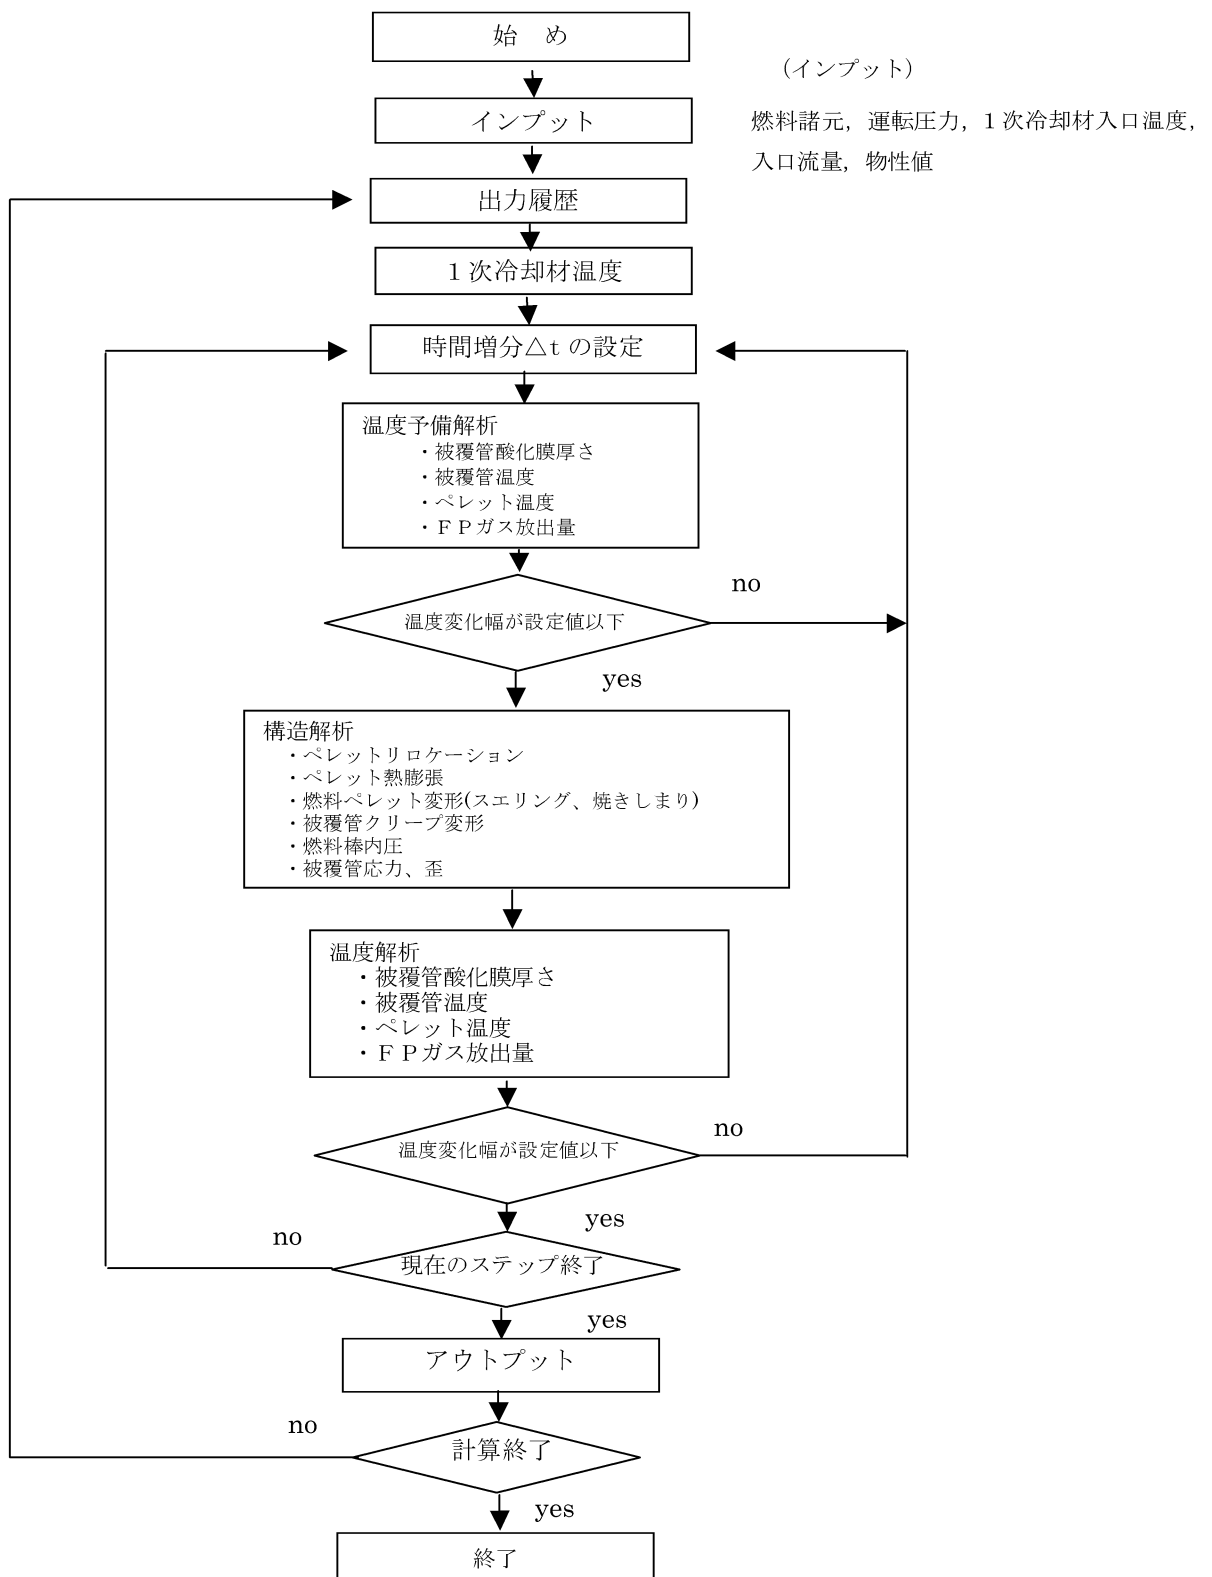 始　め
（インプット）
インプット
燃料諸元，運転圧力，１次冷却材入口温度，
入口流量，物性値
出力履歴
１次冷却材温度
時間増分△t の設定
温度予備解析
・被覆管酸化膜厚さ
・被覆管温度
・ペレット温度
・ＦＰガス放出量
no
温度変化幅が設定値以下
yes
構造解析
・ペレットリロケーション
・ペレット熱膨張
・燃料ペレット変形(スエリング、焼きしまり)
・被覆管クリープ変形
・燃料棒内圧
・被覆管応力、歪
温度解析
・被覆管酸化膜厚さ
・被覆管温度
・ペレット温度
・ＦＰガス放出量
no
温度変化幅が設定値以下
yes
no
現在のステップ終了
yes
アウトプット
no
計算終了
yes
終了